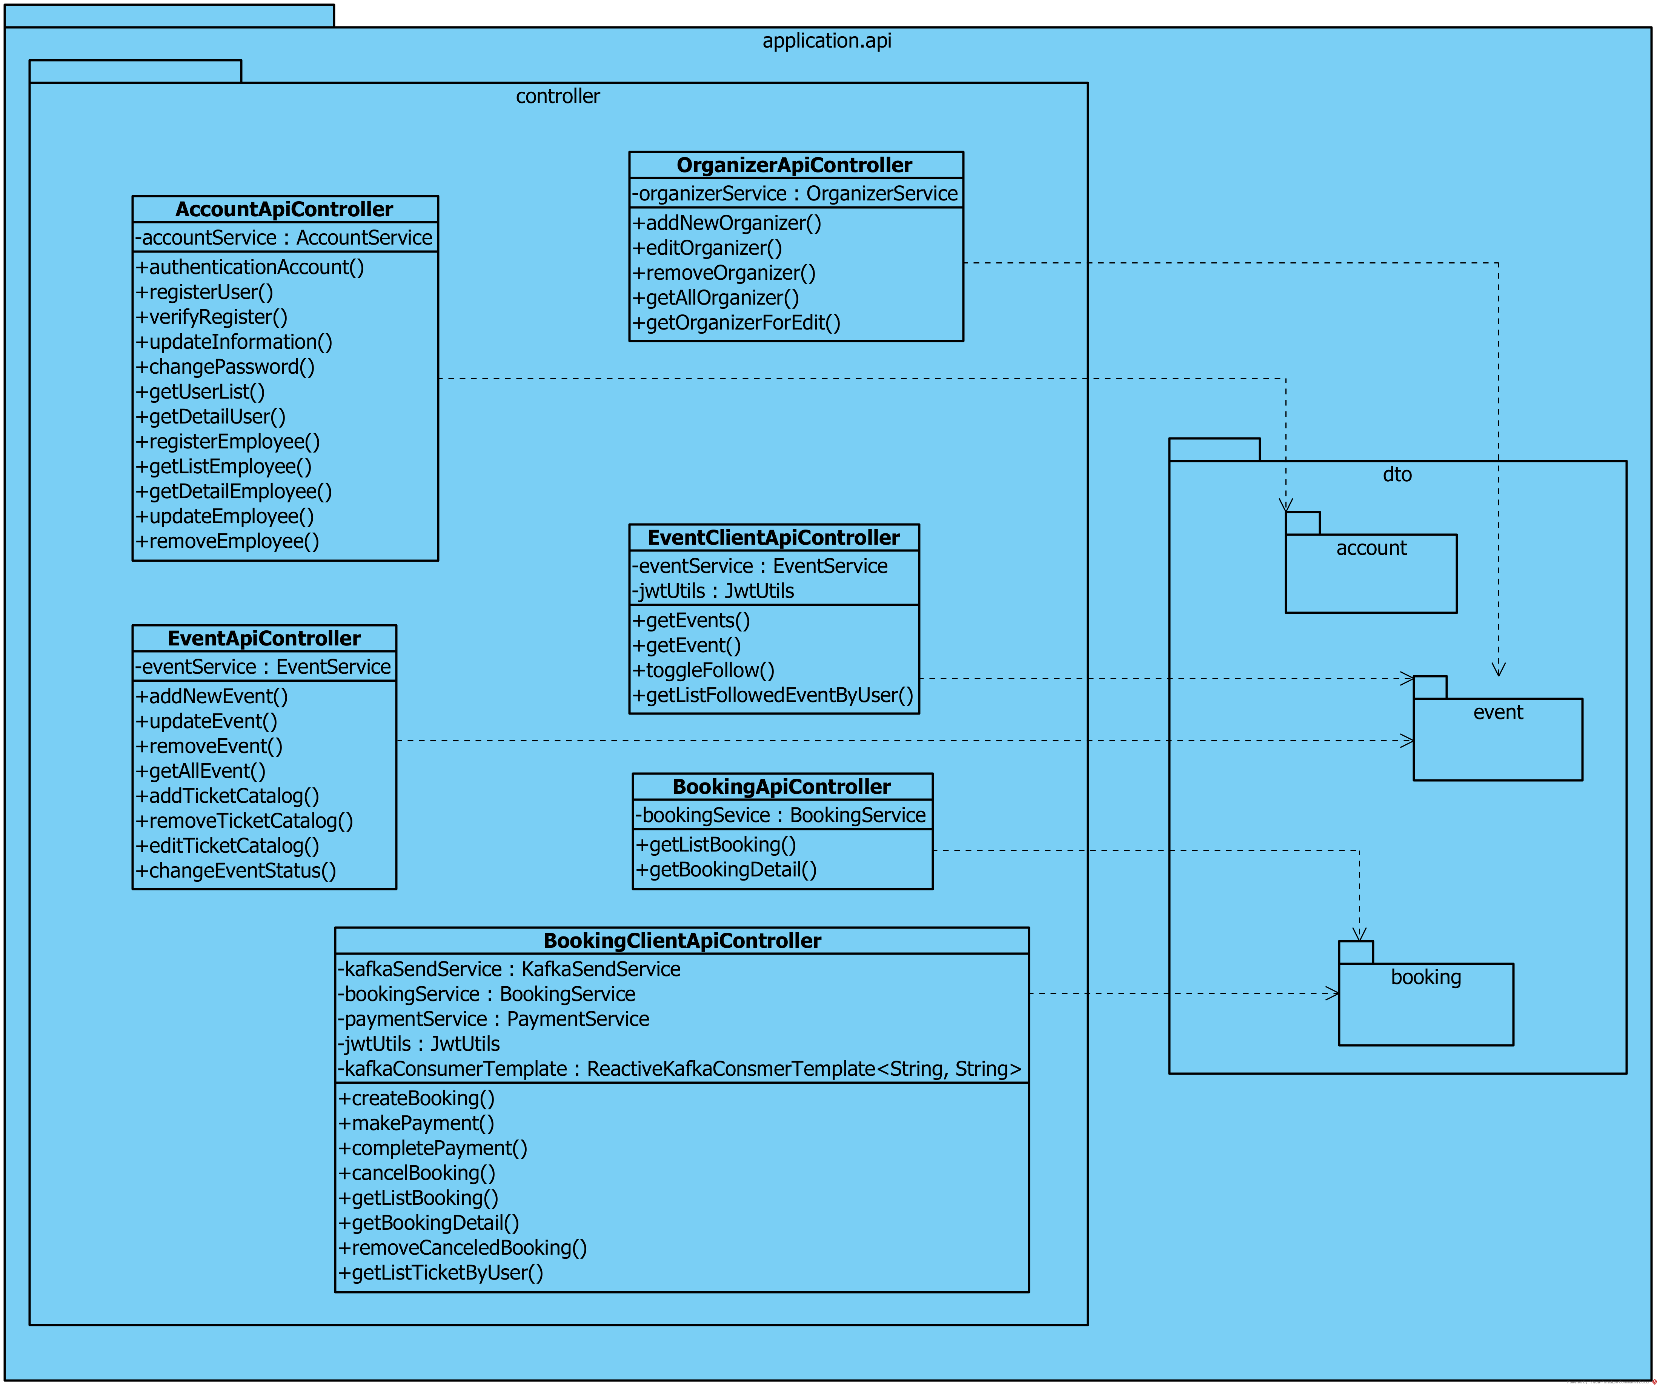 application.api
controller
OrganizerApiController
-organizerService : OrganizerService
+addNewOrganizer()
+editOrganizer()
+removeOrganizer()
+getAllOrganizer()
+getOrganizerForEdit()
AccountApiController
-accountService : AccountService
+authenticationAccount()
+registerUser()
+verifyRegister()
+updateInformation()
+changePassword()
+getUserList()
+getDetailUser()
+registerEmployee()
+getListEmployee()
+getDetailEmployee()
+updateEmployee()
+removeEmployee()
dto
account
EventClientApiController
-eventService : EventService
-jwtUtils : JwtUtils
+getEvents()
+getEvent()
+toggleFollow()
+getListFollowedEventByUser()
EventApiController
-eventService : EventService
+addNewEvent()
+updateEvent()
+removeEvent()
+getAllEvent()
+addTicketCatalog()
+removeTicketCatalog()
+editTicketCatalog()
+changeEventStatus()
event
BookingApiController
-bookingSevice : BookingService
+getListBooking()
+getBookingDetail()
BookingClientApiController
-kafkaSendService : KafkaSendService
-bookingService : BookingService
-paymentService : PaymentService
-jwtUtils : JwtUtils
-kafkaConsumerTemplate : ReactiveKafkaConsmerTemplate<String, String>
+createBooking()
+makePayment()
+completePayment()
+cancelBooking()
+getListBooking()
+getBookingDetail()
+removeCanceledBooking()
+getListTicketByUser()
booking